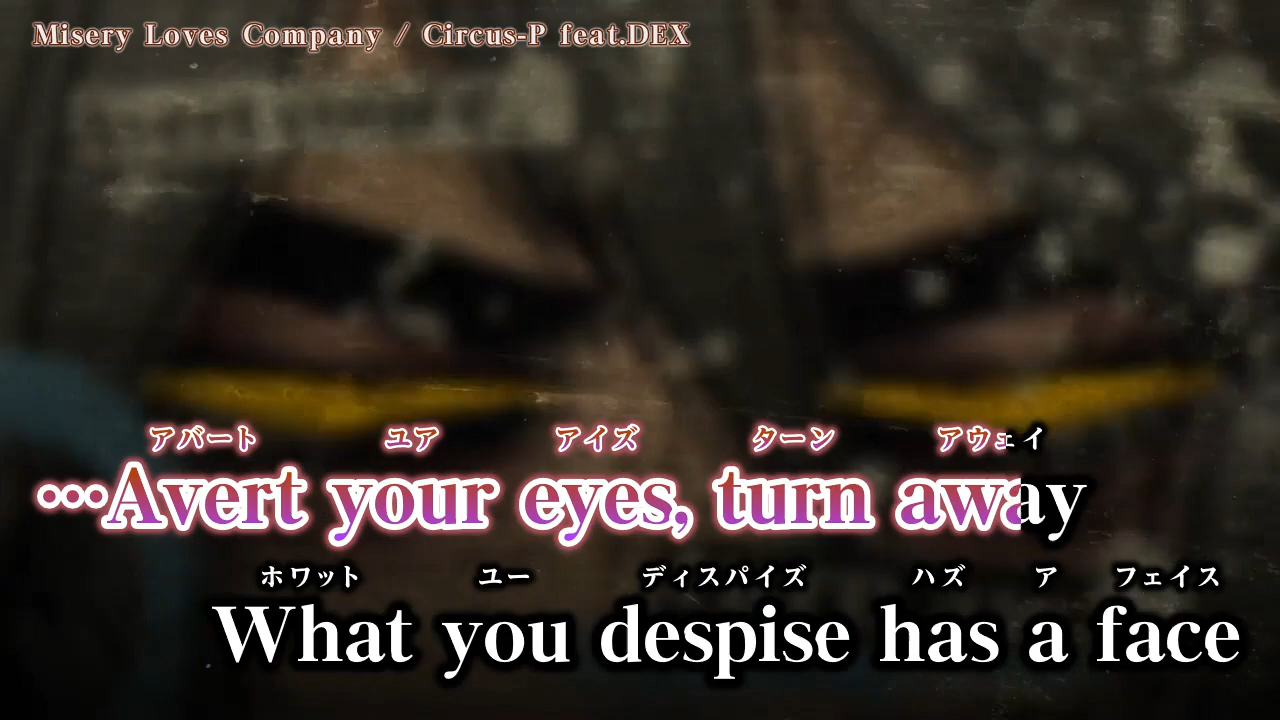 Misery Loves Company / Circus-P feat.DEX
アバート ユア アイズ ターン アウェイ
…Avert your eyes, turn away
ホワット ユー ディスパイズ ハズ ア フェイス
What you despise has a face